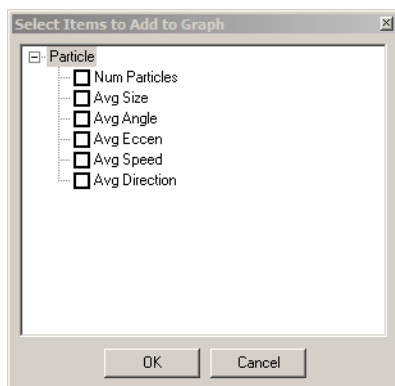 Select Items to Add to Graph
Particle
Num Particles
Avg Size
Avg Angle
Avg Eccen
Avg Speed
Avg Direction
OK
Cancel